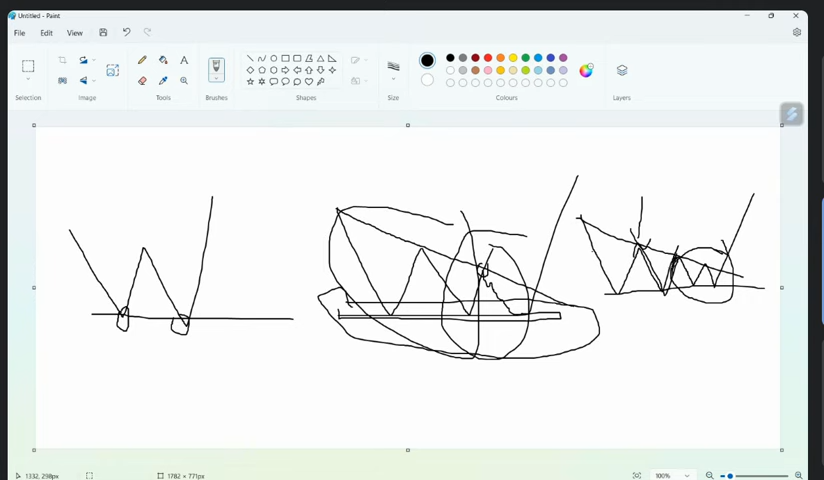 Untitled - Paint
File Edit View
Selection Image Tools Brushes Shapes Size Colours Layers
1332, 298px 1782 × 771px 100%